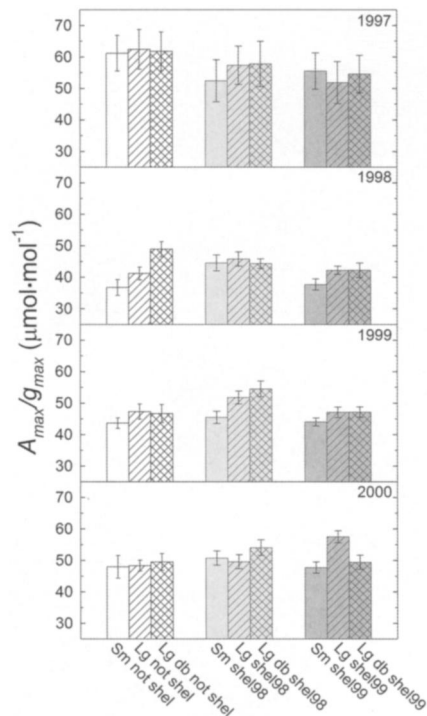 1997
70
60
50
40
30
1998
70
60
50
40
30
1999
70
60
50
40
30
2000
70
60
50
40
30
A_max/g_max (µmol·mol⁻¹)
Sm not shel
Lg not shel
Lg db not shel
Sm shel98
Lg shel98
Lg db shel98
Sm shel99
Lg shel99
Lg db shel99